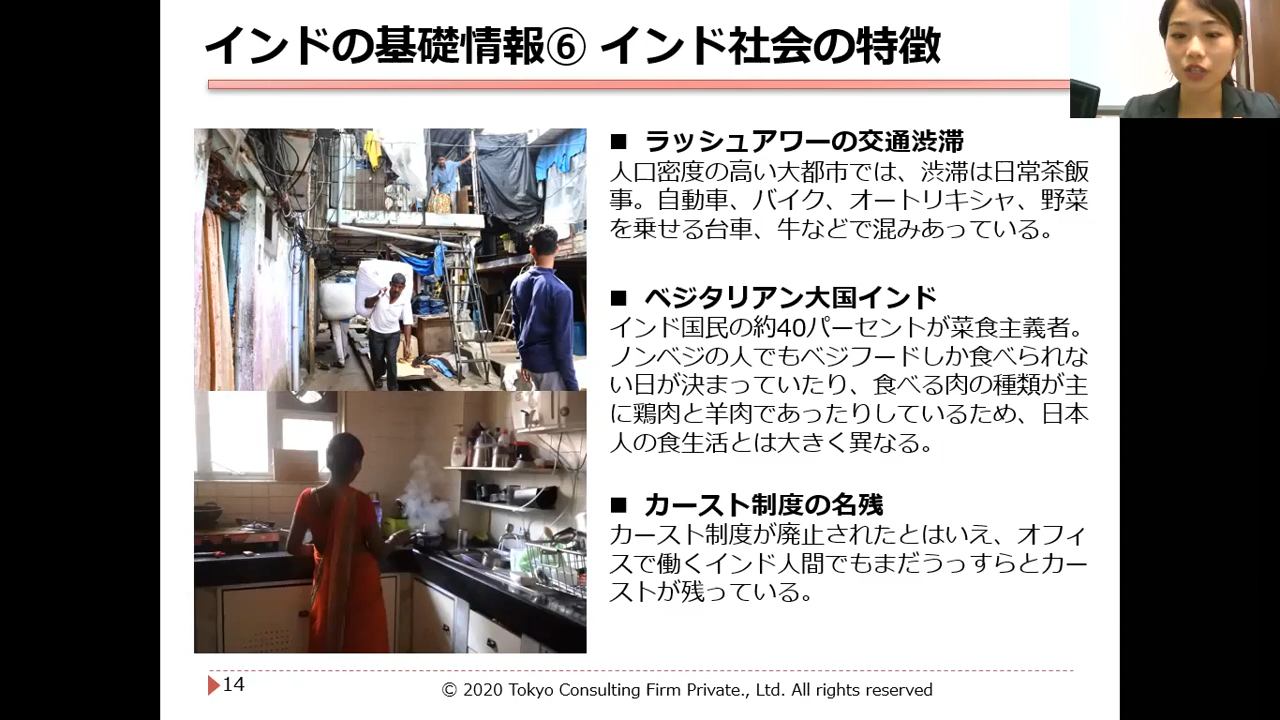 インドの基礎情報⑥ インド社会の特徴
■ ラッシュアワーの交通渋滞
人口密度の高い大都市では、渋滞は日常茶飯
事。自動車、バイク、オートリキシャ、野菜
を乗せる台車、牛などで混みあっている。
■ ベジタリアン大国インド
インド国民の約40パーセントが菜食主義者。
ノンベジの人でもベジフードしか食べられな
い日が決まっていたり、食べる肉の種類が主
に鶏肉と羊肉であったりしているため、日本
人の食生活とは大きく異なる。
■ カースト制度の名残
カースト制度が廃止されたとはいえ、オフィ
スで働くインド人間でもまだうっすらとカー
ストが残っている。
14
© 2020 Tokyo Consulting Firm Private., Ltd. All rights reserved